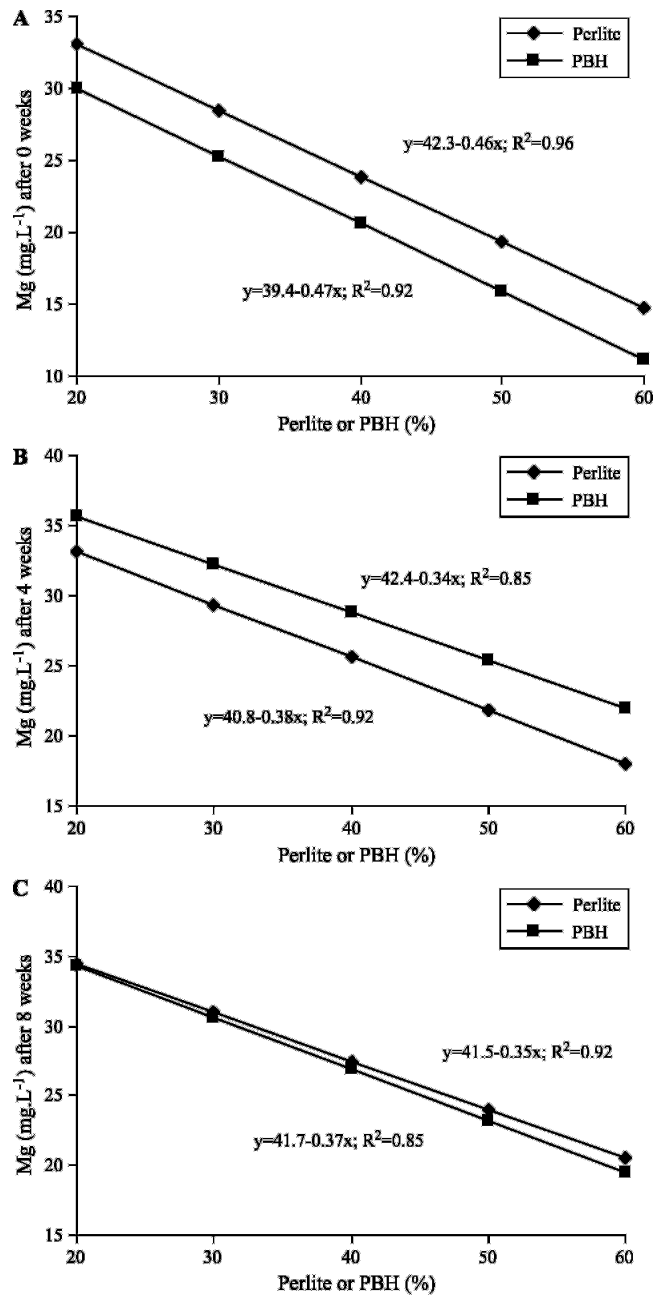 A
35
30
25
20
15
10
Mg (mg.L⁻¹) after 0 weeks
Perlite
PBH
y=42.3-0.46x; R²=0.96
y=39.4-0.47x; R²=0.92
20 30 40 50 60
Perlite or PBH (%)
B
40
35
30
25
20
15
Mg (mg.L⁻¹) after 4 weeks
Perlite
PBH
y=42.4-0.34x; R²=0.85
y=40.8-0.38x; R²=0.92
20 30 40 50 60
Perlite or PBH (%)
C
40
35
30
25
20
15
Mg (mg.L⁻¹) after 8 weeks
Perlite
PBH
y=41.5-0.35x; R²=0.92
y=41.7-0.37x; R²=0.85
20 30 40 50 60
Perlite or PBH (%)